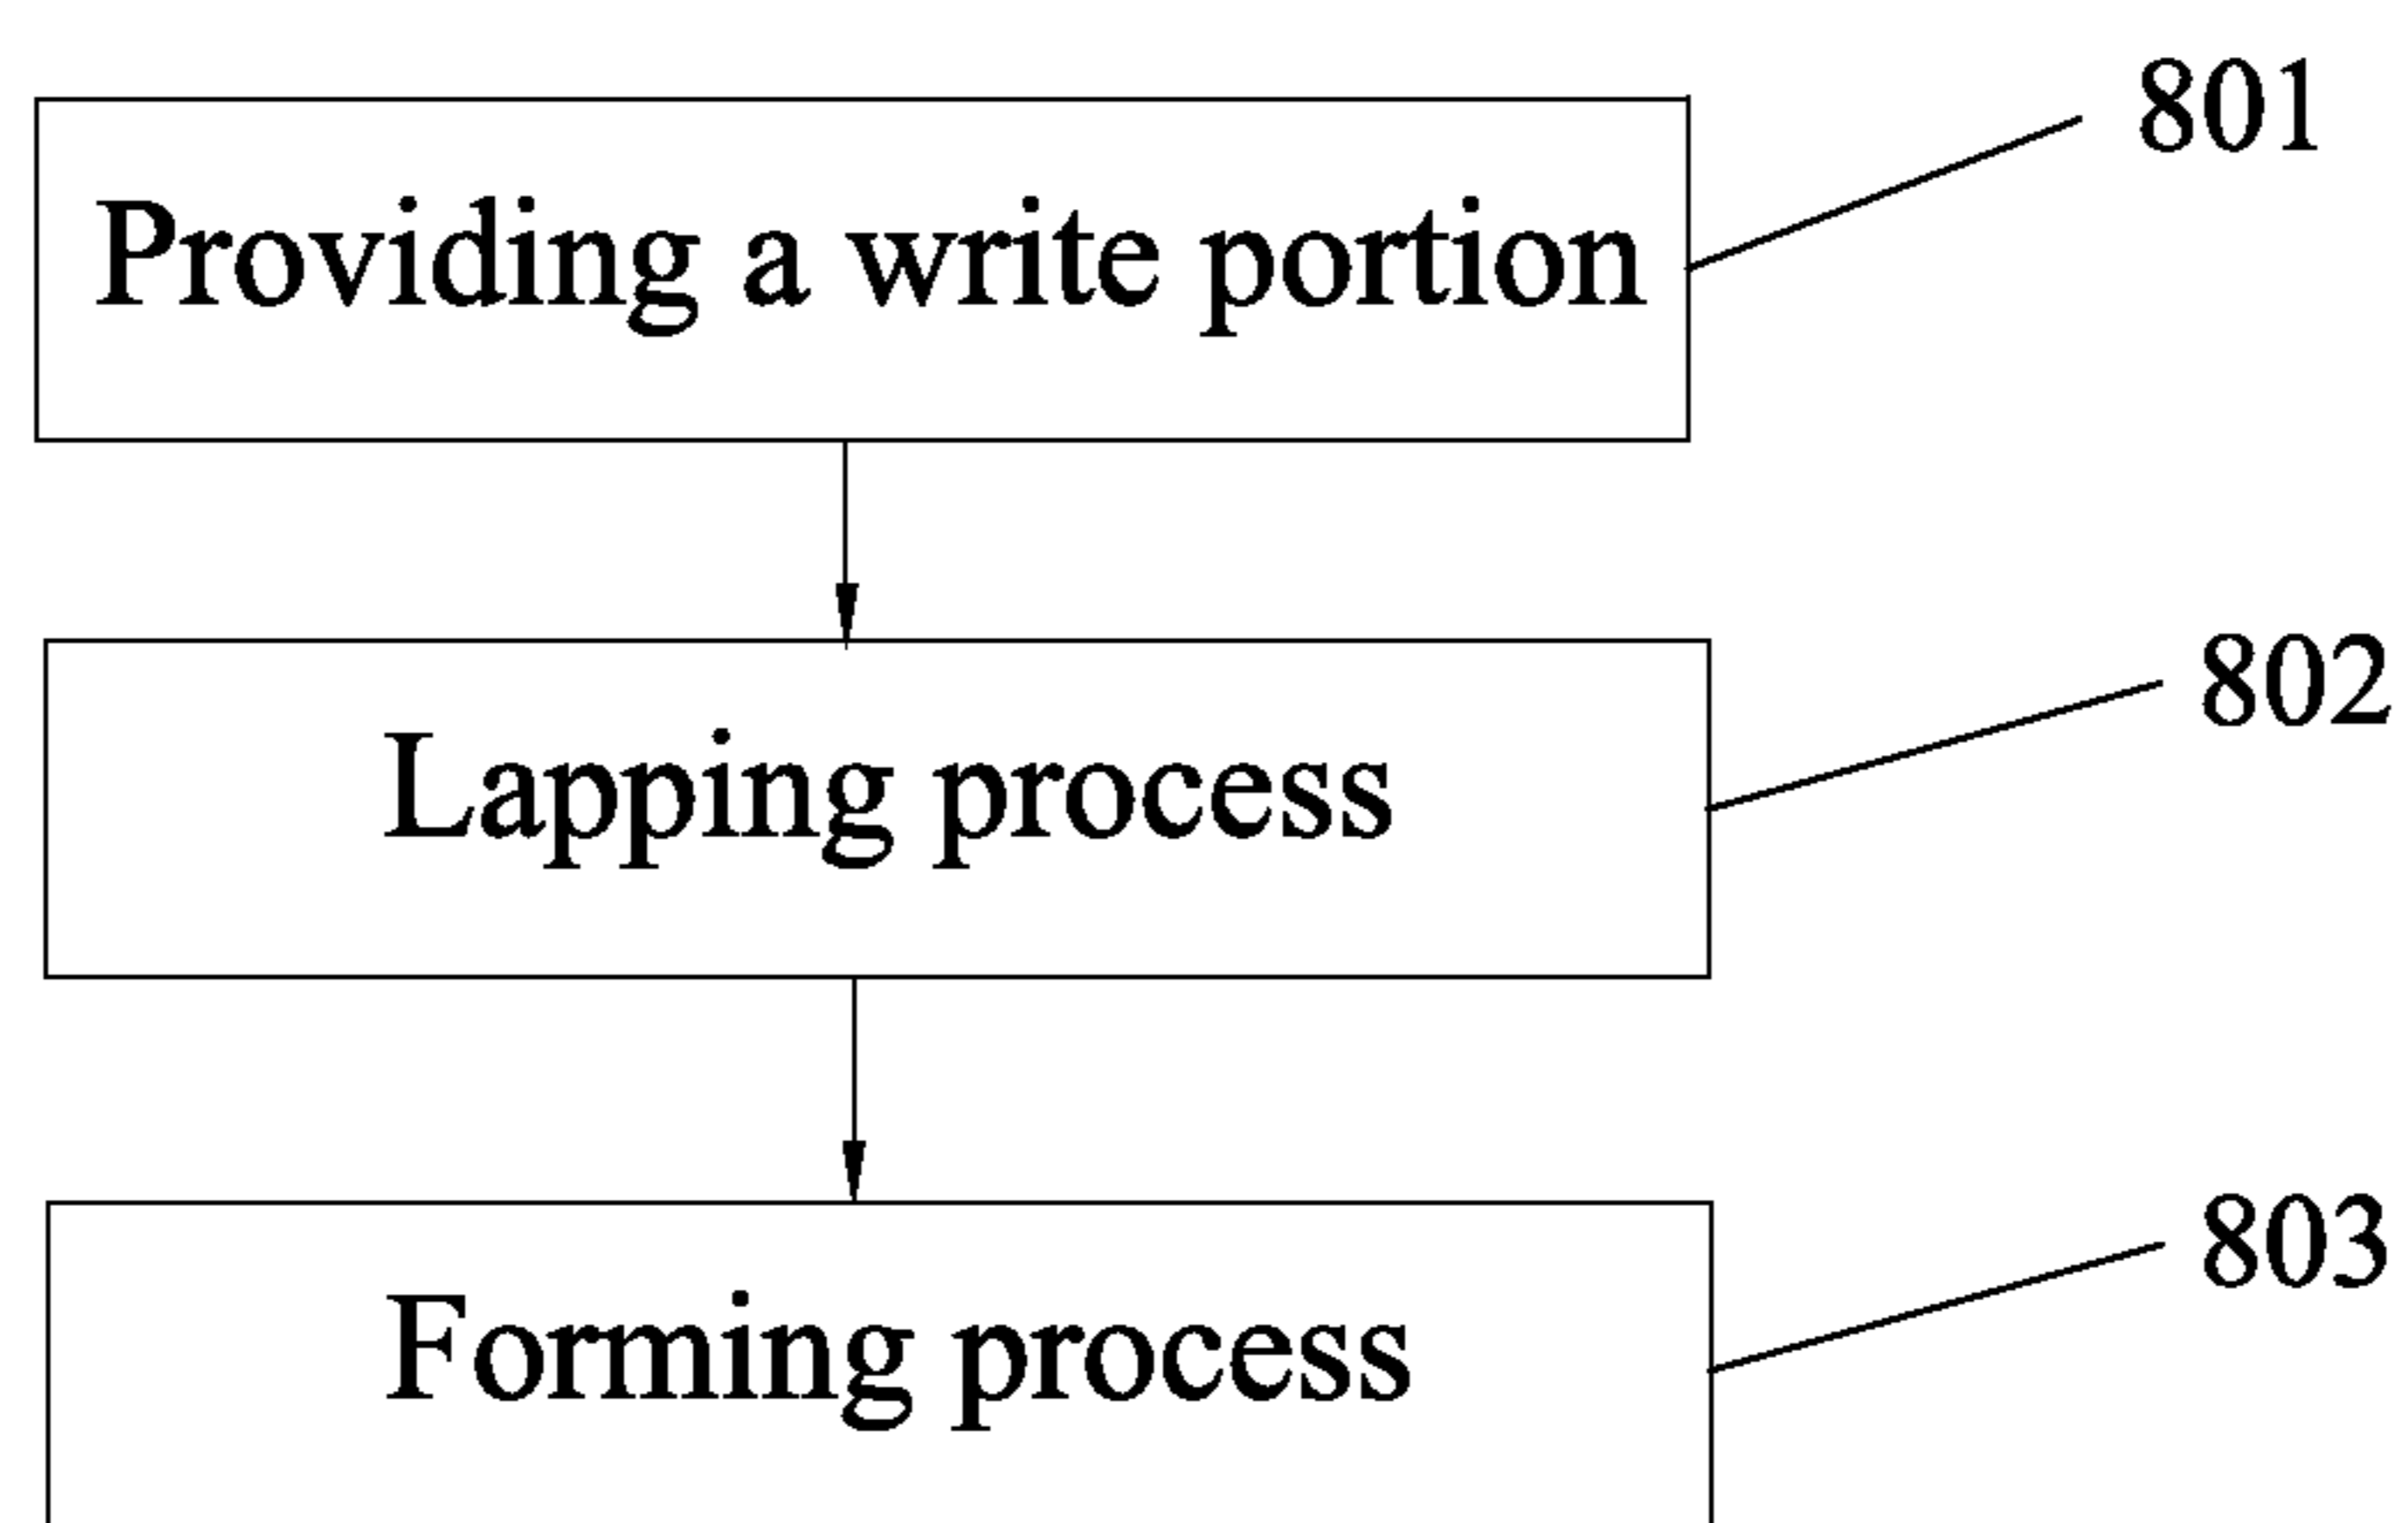 801
Providing a write portion
802
Lapping process
803
Forming process